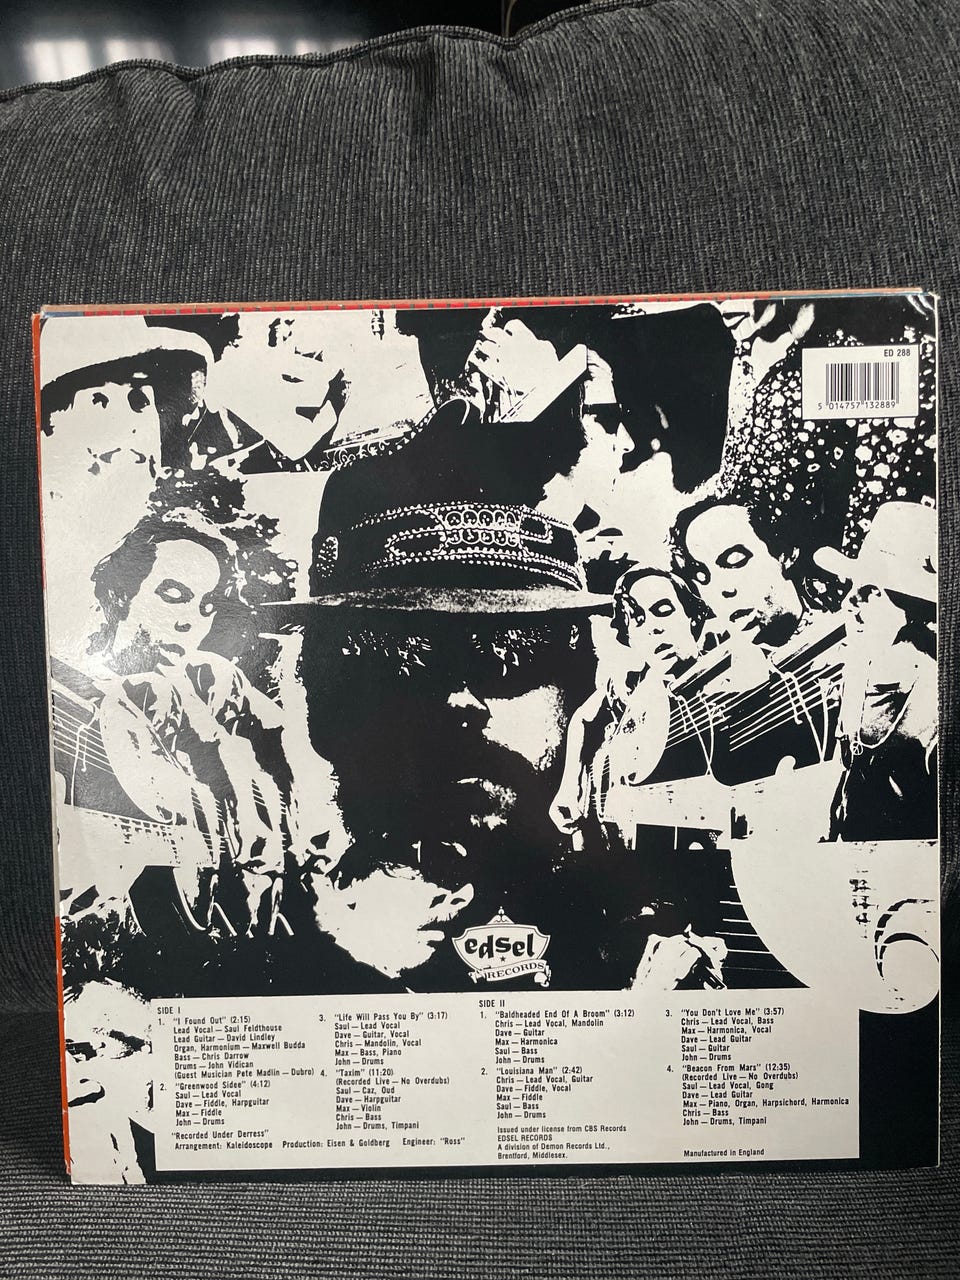 ED 288
5 014757 132889
edsel
RECORDS
SIDE I
1. "I Found Out" (2:15)
Lead Vocal — Saul Feldthouse
Lead Guitar — David Lindley
Organ, Harmonium — Maxwell Budda
Bass — Chris Darrow
Drums — John Vidican
(Guest Musician Pete Madlin — Dubro)
2. "Greenwood Sidee" (4:12)
Saul — Lead Vocal
Dave — Fiddle, Harpguitar
Max — Fiddle
John — Drums
3. "Life Will Pass You By" (3:17)
Saul — Lead Vocal
Dave — Guitar, Vocal
Chris — Mandolin, Vocal
Max — Bass, Piano
John — Drums
4. "Taxim" (11:20)
(Recorded Live — No Overdubs)
Saul — Caz, Oud
Dave — Harpguitar
Max — Violin
Chris — Bass
John — Drums, Timpani
"Recorded Under Derress"
Arrangement: Kaleidoscope Production: Eisen & Goldberg Engineer: "Ross"
SIDE II
1. "Baldheaded End Of A Broom" (3:12)
Chris — Lead Vocal, Mandolin
Dave — Guitar
Max — Harmonica
Saul — Bass
John — Drums
2. "Louisiana Man" (2:42)
Chris — Lead Vocal, Guitar
Dave — Fiddle, Vocal
Max — Fiddle
Saul — Bass
John — Drums
Issued under license from CBS Records
EDSEL RECORDS
A division of Demon Records Ltd.,
Brentford, Middlesex.
3. "You Don't Love Me" (3:57)
Chris — Lead Vocal, Bass
Max — Harmonica, Vocal
Dave — Lead Guitar
Saul — Guitar
John — Drums
4. "Beacon From Mars" (12:35)
(Recorded Live — No Overdubs)
Saul — Lead Vocal, Gong
Dave — Lead Guitar
Max — Piano, Organ, Harpsichord, Harmonica
Chris — Bass
John — Drums, Timpani
Manufactured in England